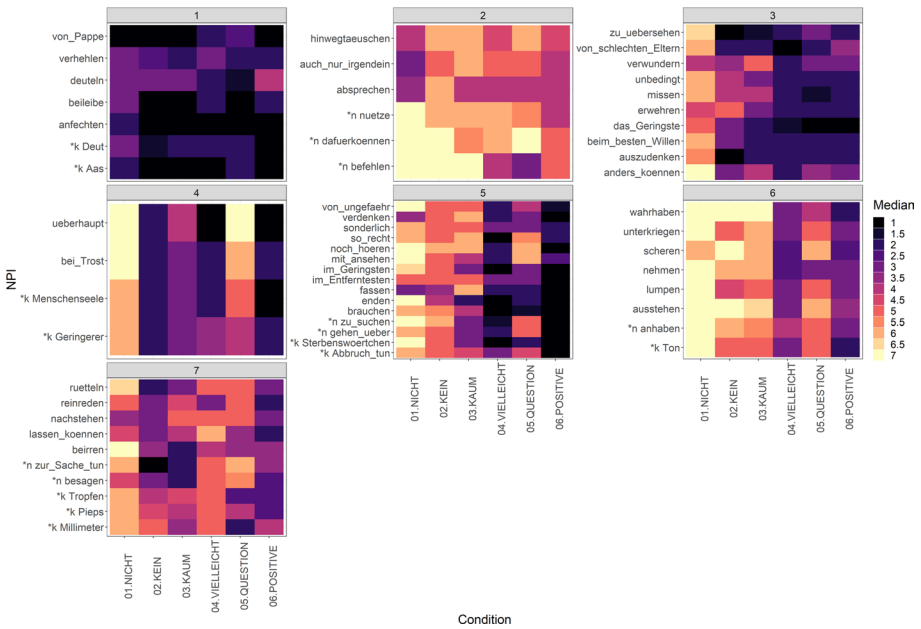 1
von_Pappe
verhehlen
deuteln
beileibe
anfechten
*k Deut
*k Aas
2
hinwegtaeuschen
auch_nur_irgendein
absprechen
*n nuetze
*n dafuerkoennen
*n befehlen
3
zu_uebersehen
von_schlechten_Eltern
verwundern
unbedingt
missen
erwehren
das_Geringste
beim_besten_Willen
auszudenken
anders_koennen
4
ueberhaupt
bei_Trost
*k Menschenseele
*k Geringerer
5
von_ungefaehr
verdenken
sonderlich
so_recht
noch_hoeren
mit_ansehen
im_Geringsten
im_Entferntesten
fassen
enden
brauchen
*n zu_suchen
*n gehen_ueber
*k Sterbenswoertchen
*k Abbruch_tun
6
wahrhaben
unterkriegen
scheren
nehmen
lumpen
ausstehen
*n anhaben
*k Ton
7
ruetteln
reinreden
nachstehen
lassen_koennen
beirren
*n zur_Sache_tun
*n besagen
*k Tropfen
*k Pieps
*k Millimeter
01.NICHT
02.KEIN
03.KAUM
04.VIELLEICHT
05.QUESTION
06.POSITIVE
01.NICHT
02.KEIN
03.KAUM
04.VIELLEICHT
05.QUESTION
06.POSITIVE
01.NICHT
02.KEIN
03.KAUM
04.VIELLEICHT
05.QUESTION
06.POSITIVE
NPI
Condition
Median
1
1.5
2
2.5
3
3.5
4
4.5
5
5.5
6
6.5
7